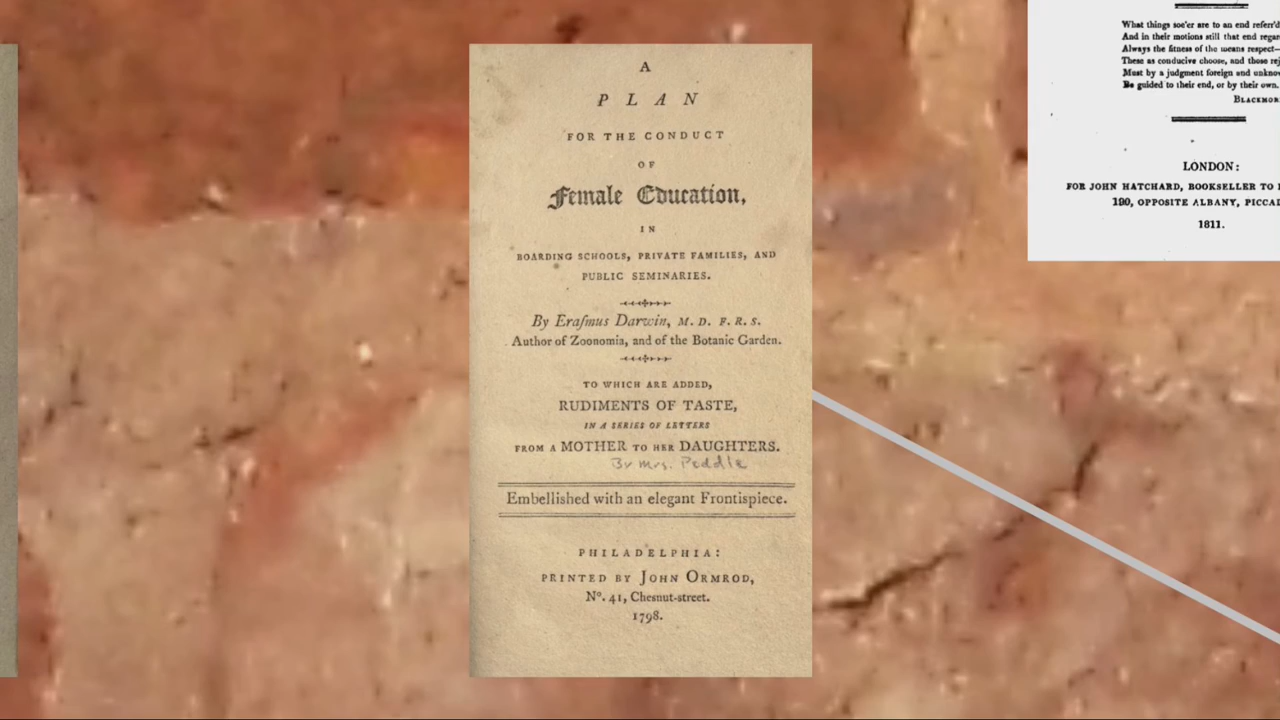 A
PLAN
FOR THE CONDUCT
OF
Female Education,
IN
BOARDING SCHOOLS, PRIVATE FAMILIES, AND
PUBLIC SEMINARIES.
By Eraſmus Darwin, M. D. F. R. S.
Author of Zoonomia, and of the Botanic Garden.
TO WHICH ARE ADDED,
RUDIMENTS OF TASTE,
IN A SERIES OF LETTERS
FROM A MOTHER TO HER DAUGHTERS.
By Mrs. Peddle
Embellished with an elegant Frontispiece.
PHILADELPHIA:
PRINTED BY JOHN ORMROD,
No. 41, Chesnut-street.
1798.
What things soe'er are to an end referr'd
And in their motions still that end
Always the fitness of the means respect—
These as conducive choose, and those
Must by a judgment foreign and
Be guided to their end, or by their own.
LONDON:
FOR JOHN HATCHARD, BOOKSELLER TO
190, OPPOSITE ALBANY,
1811.